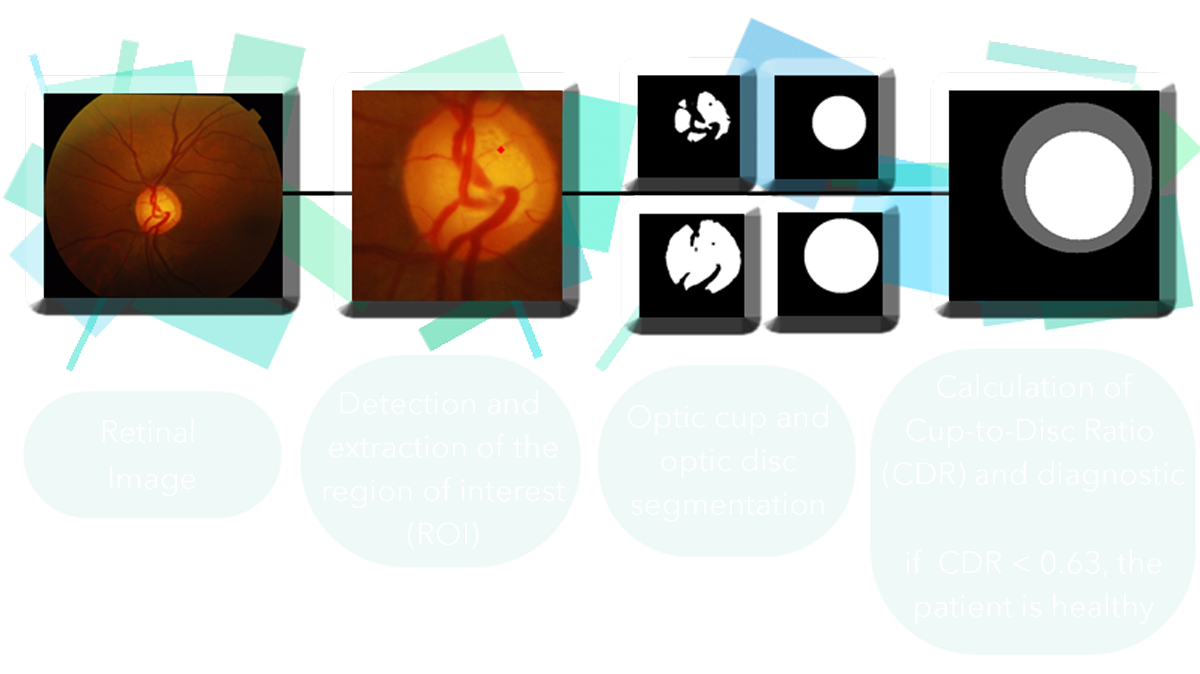 Retinal
Image
Detection and
extraction of the
region of interest
(ROI)
Optic cup and
optic disc
segmentation
Calculation of
Cup-to-Disc Ratio
(CDR) and diagnostic
if CDR < 0.63, the
patient is healthy